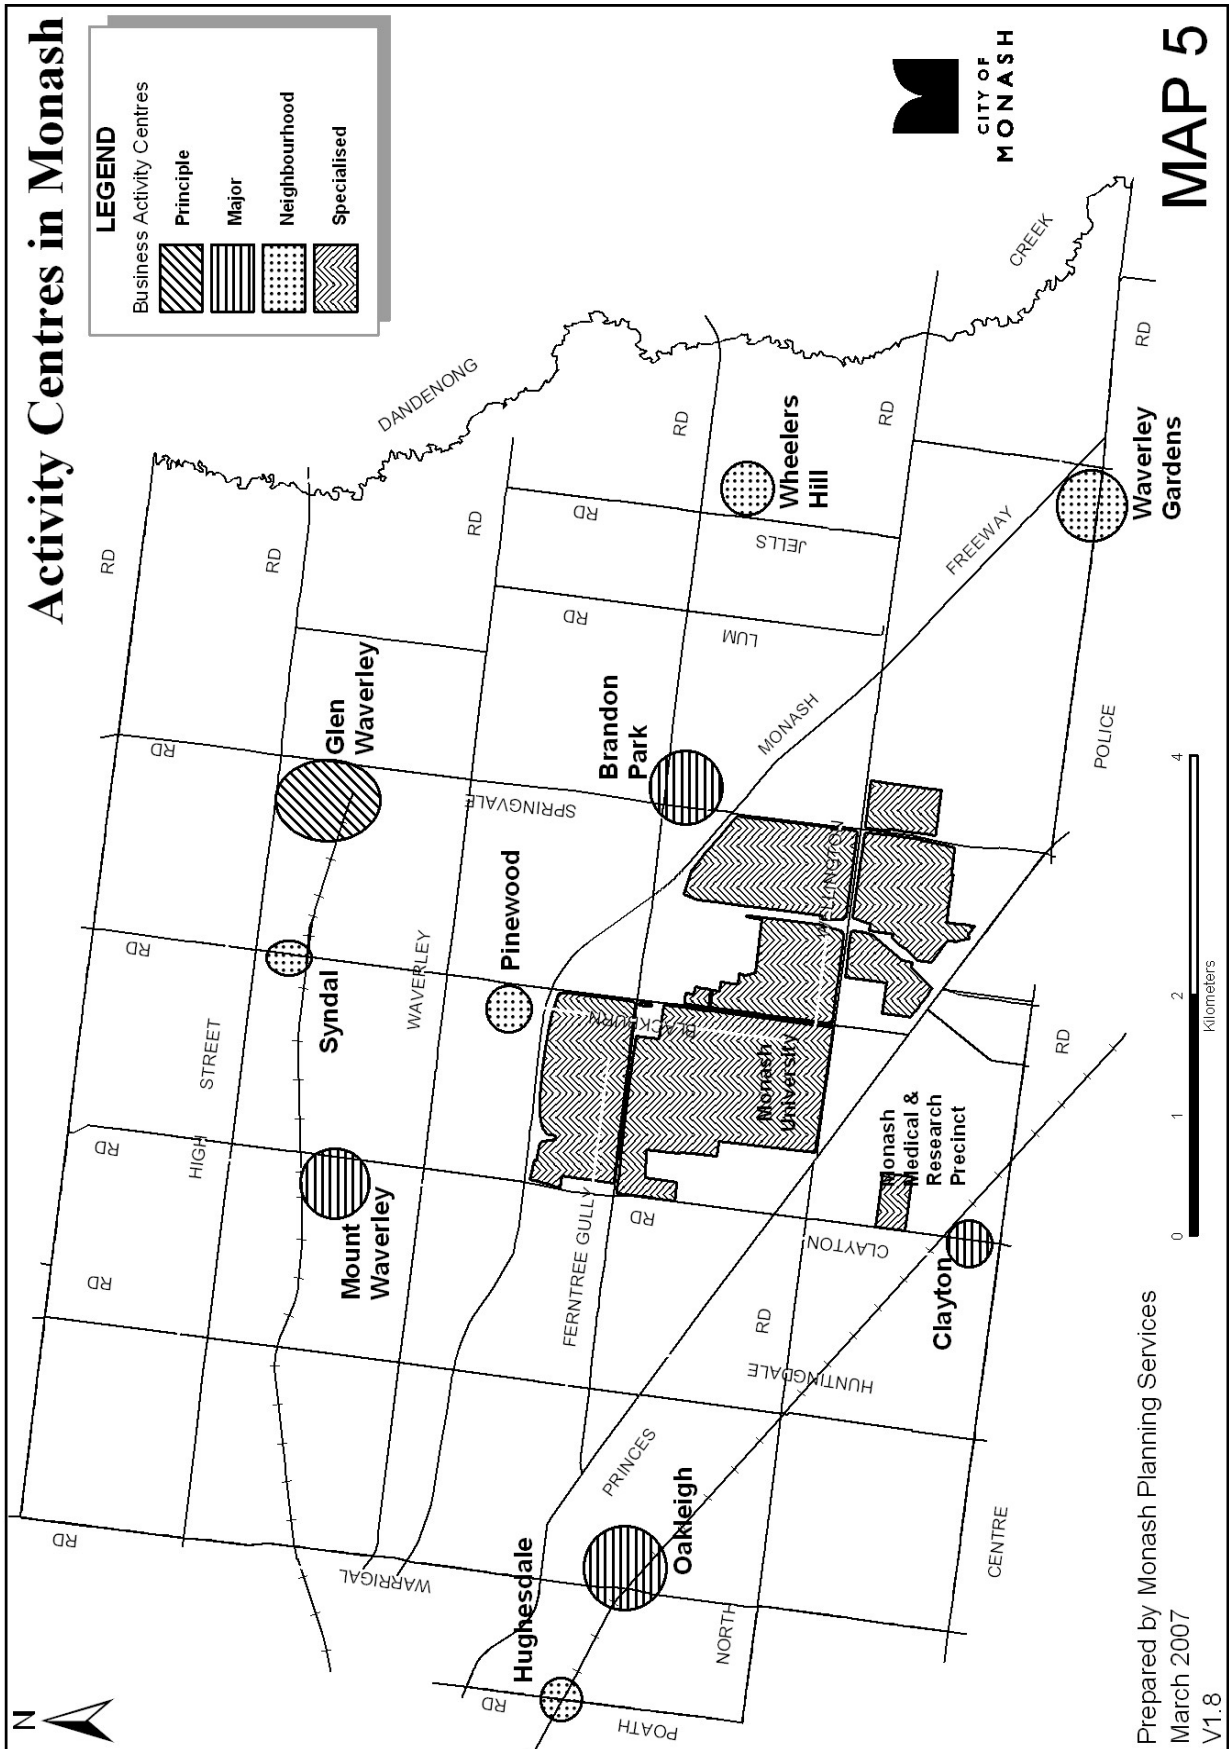 Activity Centres in Monash
LEGEND
Business Activity Centres
Principle
Major
Neighbourhood
Specialised
N
RD
RD
RD
RD
RD
HIGH
STREET
RD
RD
DANDENONG
CREEK
Glen
Waverley
Syndal
Mount
Waverley
WAVERLEY
RD
WARRIGAL
SPRINGVALE
Pinewood
Hughesdale
RD
POATH
FERNTREE GULLY
RD
BLACKBURN
Brandon
Park
RD
LUM
RD
JELLS
RD
Wheelers
Hill
Oakleigh
PRINCES
MONASH
FREEWAY
NORTH
RD
HUNTINGDALE
CLAYTON
Monash
University
WELLINGTON
RD
Monash
Medical &
Research
Precinct
Clayton
CENTRE
RD
POLICE
RD
Waverley
Gardens
CITY OF
MONASH
MAP 5
0
1
2
4
Kilometers
Prepared by Monash Planning Services
March 2007
V1.8